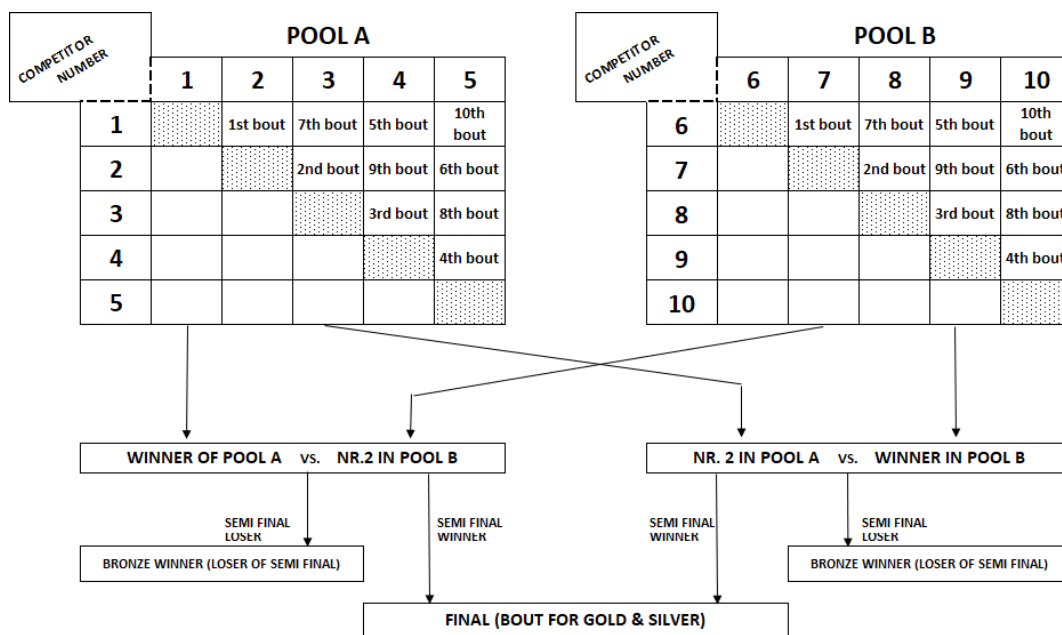 POOL A
POOL B
COMPETITOR
NUMBER
1 2 3 4 5
1 1st bout 7th bout 5th bout 10th bout
2 2nd bout 9th bout 6th bout
3 3rd bout 8th bout
4 4th bout
5
COMPETITOR
NUMBER
6 7 8 9 10
6 1st bout 7th bout 5th bout 10th bout
7 2nd bout 9th bout 6th bout
8 3rd bout 8th bout
9 4th bout
10
WINNER OF POOL A vs. NR.2 IN POOL B
NR. 2 IN POOL A vs. WINNER IN POOL B
SEMI FINAL
LOSER
SEMI FINAL
WINNER
SEMI FINAL
WINNER
SEMI FINAL
LOSER
BRONZE WINNER (LOSER OF SEMI FINAL)
BRONZE WINNER (LOSER OF SEMI FINAL)
FINAL (BOUT FOR GOLD & SILVER)